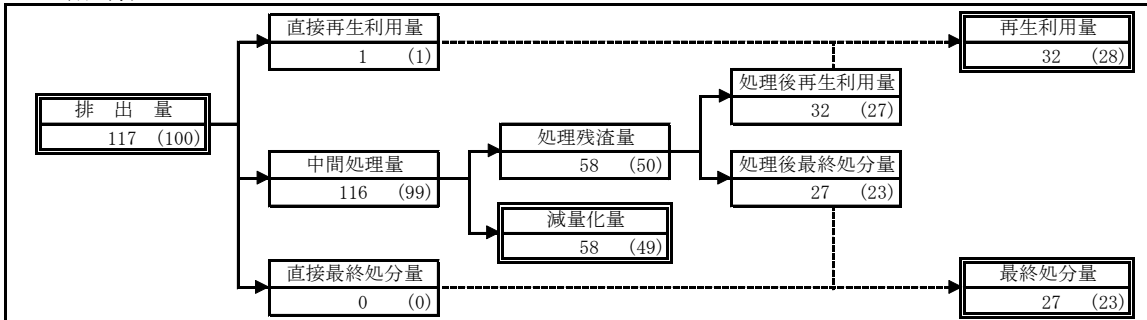 直接再生利用量
1 (1)
再生利用量
32 (28)
処理後再生利用量
32 (27)
排 出 量
117 (100)
処理残渣量
58 (50)
中間処理量
116 (99)
処理後最終処分量
27 (23)
減量化量
58 (49)
直接最終処分量
0 (0)
最終処分量
27 (23)